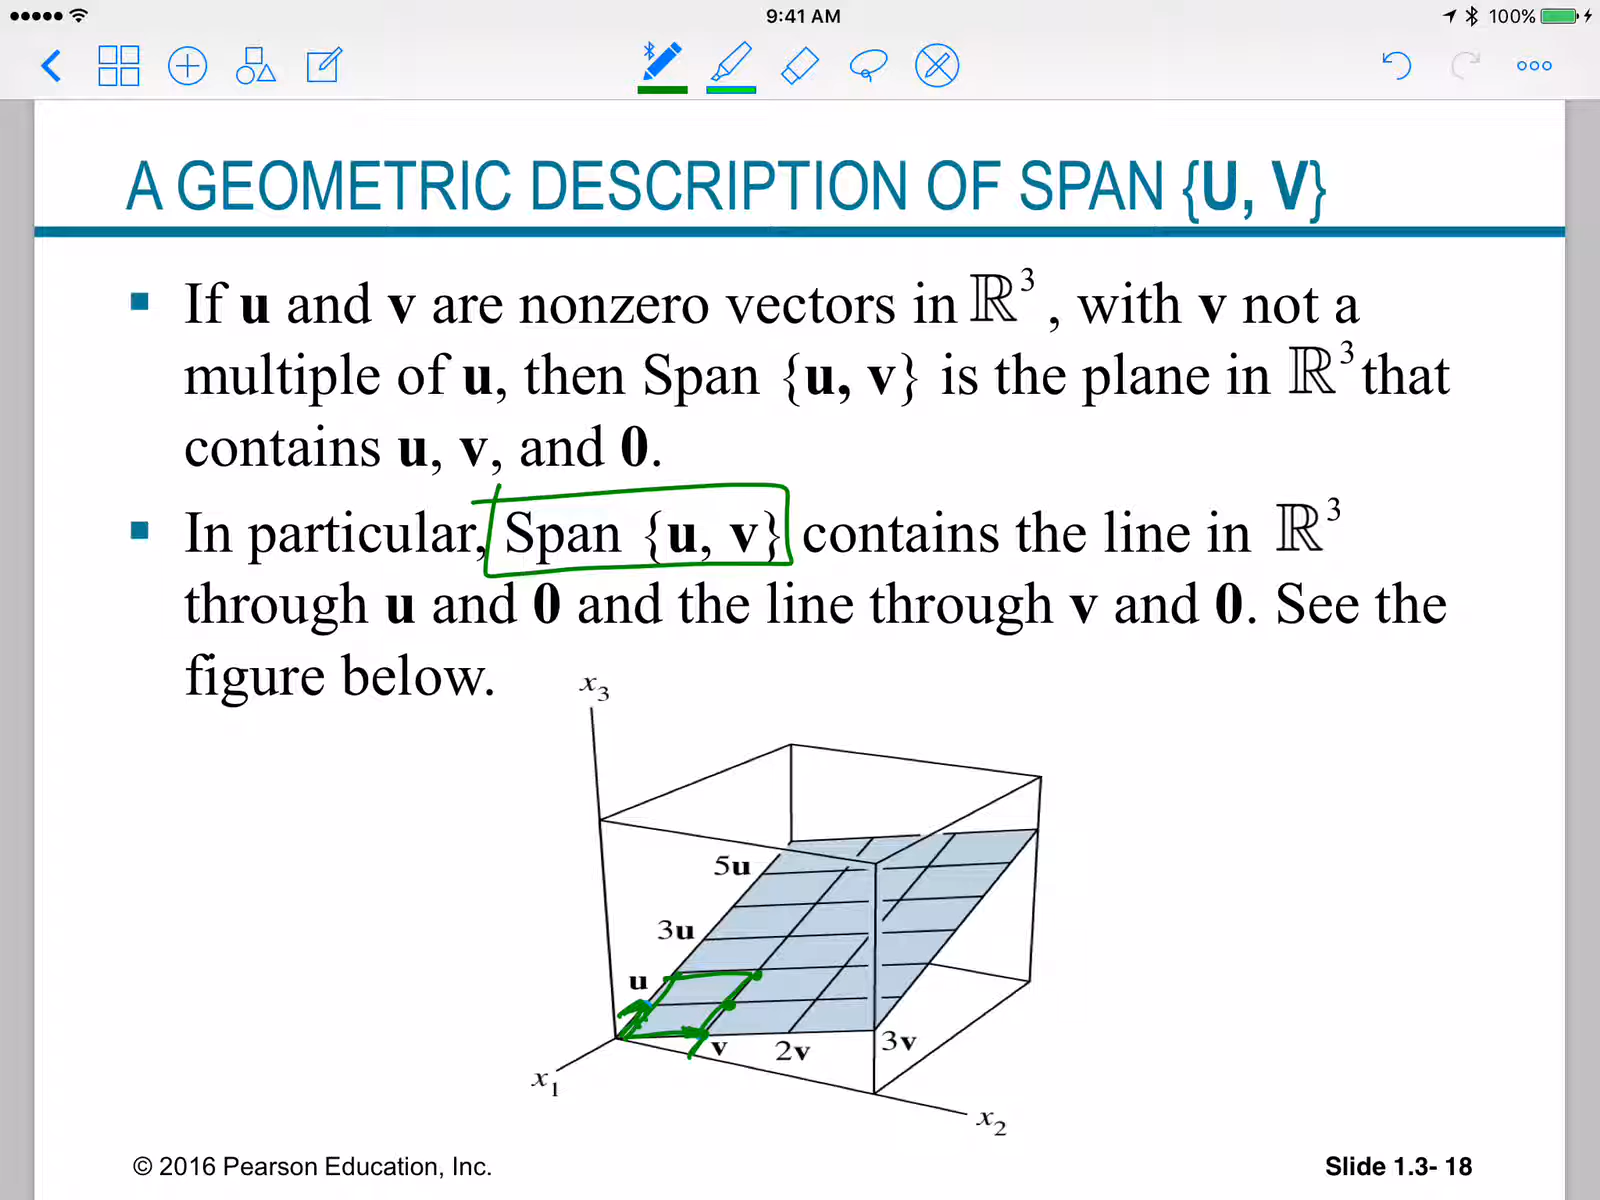 9:41 AM
100%
A GEOMETRIC DESCRIPTION OF SPAN {U, V}
If u and v are nonzero vectors in ℝ³, with v not a
multiple of u, then Span {u, v} is the plane in ℝ³ that
contains u, v, and 0.
In particular, Span {u, v} contains the line in ℝ³
through u and 0 and the line through v and 0. See the
figure below.
x₃
5u
3u
u
v
2v
3v
x₁
x₂
© 2016 Pearson Education, Inc.
Slide 1.3- 18